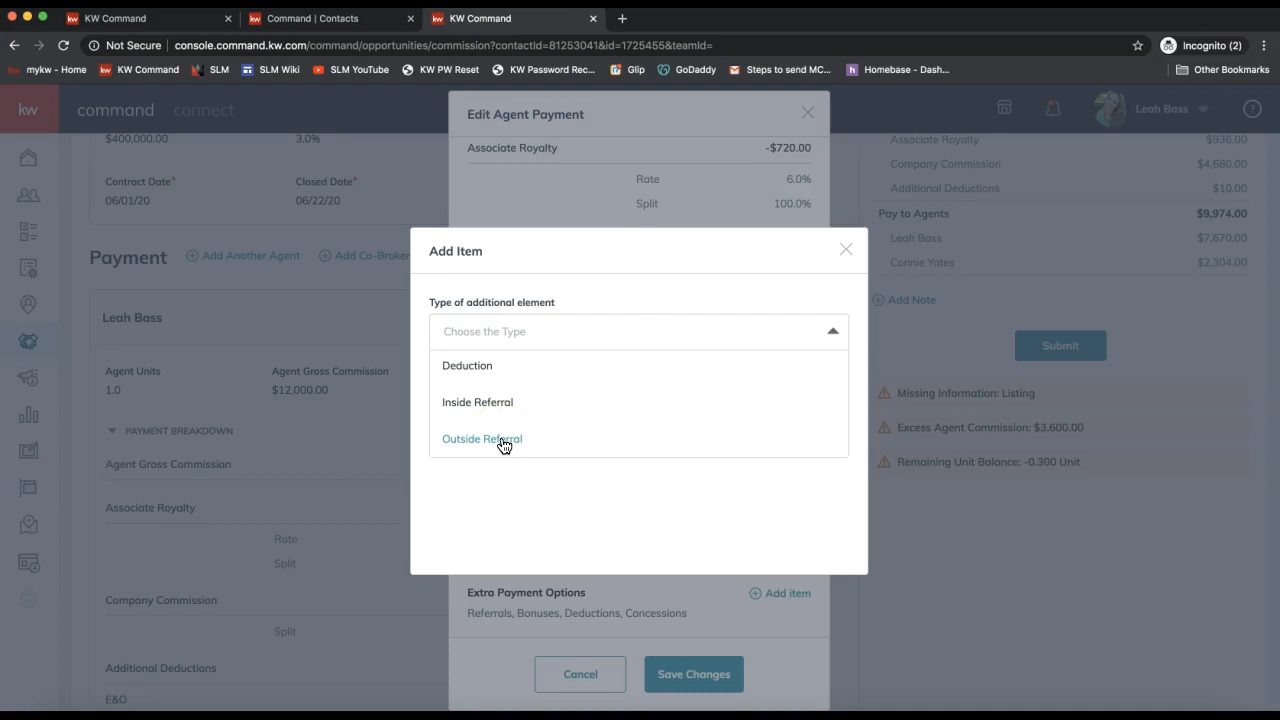 KW Command
Command | Contacts
KW Command
Not Secure
console.command.kw.com/command/opportunities/commission?contactId=81253041&id=1725455&teamId=
Incognito (2)
mykw - Home
KW Command
SLM
SLM Wiki
SLM YouTube
KW PW Reset
KW Password Rec...
Glip
GoDaddy
Steps to send MC...
Homebase - Dash...
Other Bookmarks
kw
command
connect
Leah Bass
$400,000.00
3.0%
Contract Date*
Closed Date*
06/01/20
06/22/20
Payment
Add Another Agent
Add Co-Broker
Leah Bass
Agent Units
Agent Gross Commission
1.0
$12,000.00
PAYMENT BREAKDOWN
Agent Gross Commission
Associate Royalty
Rate
Split
Company Commission
Split
Additional Deductions
E&O
Edit Agent Payment
Associate Royalty
-$720.00
Rate
6.0%
Split
100.0%
Add Item
Type of additional element
Choose the Type
Deduction
Inside Referral
Outside Referral
Extra Payment Options
Add item
Referrals, Bonuses, Deductions, Concessions
Cancel
Save Changes
Associate Royalty
$936.00
Company Commission
$4,680.00
Additional Deductions
$10.00
Pay to Agents
$9,974.00
Leah Bass
$7,670.00
Connie Yates
$2,304.00
Add Note
Submit
Missing Information: Listing
Excess Agent Commission: $3,600.00
Remaining Unit Balance: -0.300 Unit